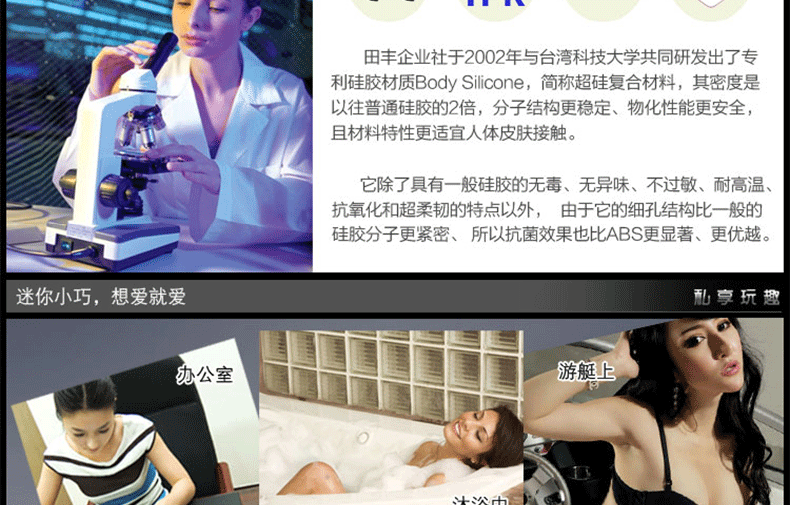 田丰企业社于2002年与台湾科技大学共同研发出了专
利硅胶材质Body Silicone，简称超硅复合材料，其密度是
以往普通硅胶的2倍，分子结构更稳定、物化性能更安全，
且材料特性更适宜人体皮肤接触。
它除了具有一般硅胶的无毒、无异味、不过敏、耐高温、
抗氧化和超柔韧的特点以外， 由于它的细孔结构比一般的
硅胶分子更紧密、所以抗菌效果也比ABS更显著、更优越。
迷你小巧，想爱就爱
私享玩趣
办公室
游艇上